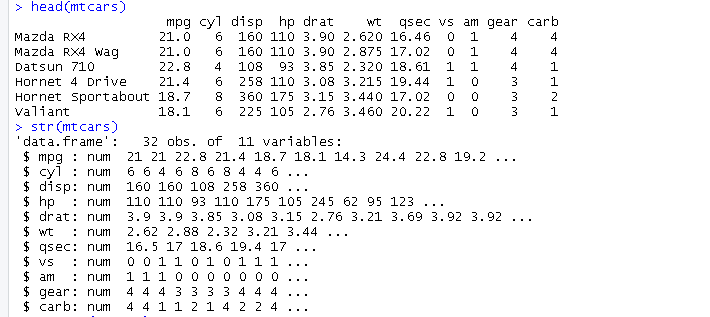 > head(mtcars)
                   mpg cyl disp  hp drat    wt  qsec vs am gear carb
Mazda RX4         21.0   6  160 110 3.90 2.620 16.46  0  1    4    4
Mazda RX4 Wag     21.0   6  160 110 3.90 2.875 17.02  0  1    4    4
Datsun 710        22.8   4  108  93 3.85 2.320 18.61  1  1    4    1
Hornet 4 Drive    21.4   6  258 110 3.08 3.215 19.44  1  0    3    1
Hornet Sportabout 18.7   8  360 175 3.15 3.440 17.02  0  0    3    2
Valiant           18.1   6  225 105 2.76 3.460 20.22  1  0    3    1
> str(mtcars)
'data.frame':   32 obs. of  11 variables:
 $ mpg : num  21 21 22.8 21.4 18.7 18.1 14.3 24.4 22.8 19.2 ...
 $ cyl : num  6 6 4 6 8 6 8 4 4 6 ...
 $ disp: num  160 160 108 258 360 ...
 $ hp  : num  110 110 93 110 175 105 245 62 95 123 ...
 $ drat: num  3.9 3.9 3.85 3.08 3.15 2.76 3.21 3.69 3.92 3.92 ...
 $ wt  : num  2.62 2.88 2.32 3.21 3.44 ...
 $ qsec: num  16.5 17 18.6 19.4 17 ...
 $ vs  : num  0 0 1 1 0 1 0 1 1 1 ...
 $ am  : num  1 1 1 0 0 0 0 0 0 0 ...
 $ gear: num  4 4 4 3 3 3 3 4 4 4 ...
 $ carb: num  4 4 1 1 2 1 4 2 2 4 ...